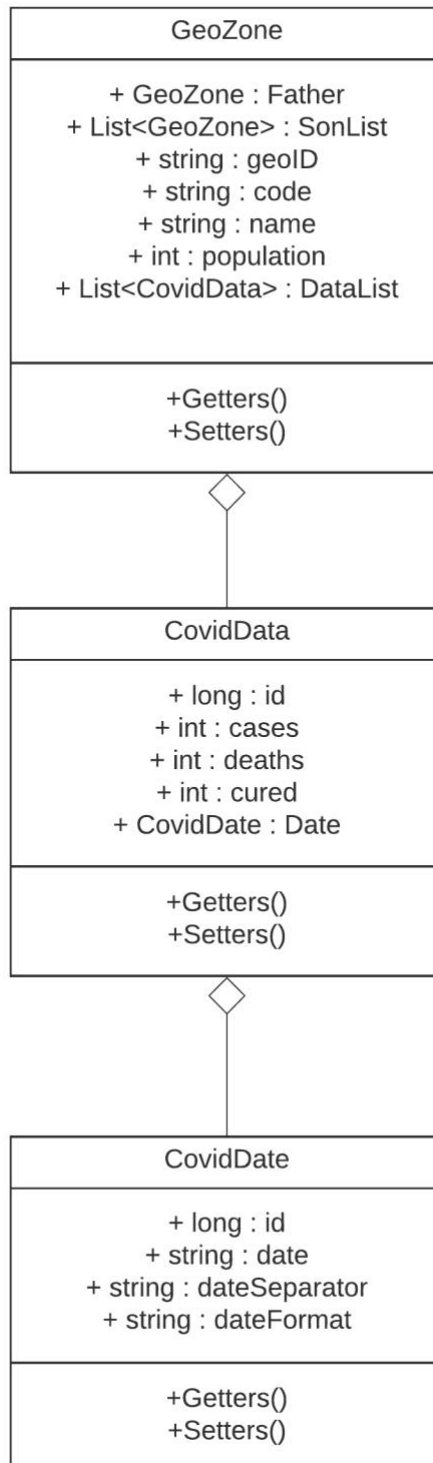 GeoZone
+ GeoZone : Father
+ List<GeoZone> : SonList
+ string : geoID
+ string : code
+ string : name
+ int : population
+ List<CovidData> : DataList
+Getters()
+Setters()
CovidData
+ long : id
+ int : cases
+ int : deaths
+ int : cured
+ CovidDate : Date
+Getters()
+Setters()
CovidDate
+ long : id
+ string : date
+ string : dateSeparator
+ string : dateFormat
+Getters()
+Setters()